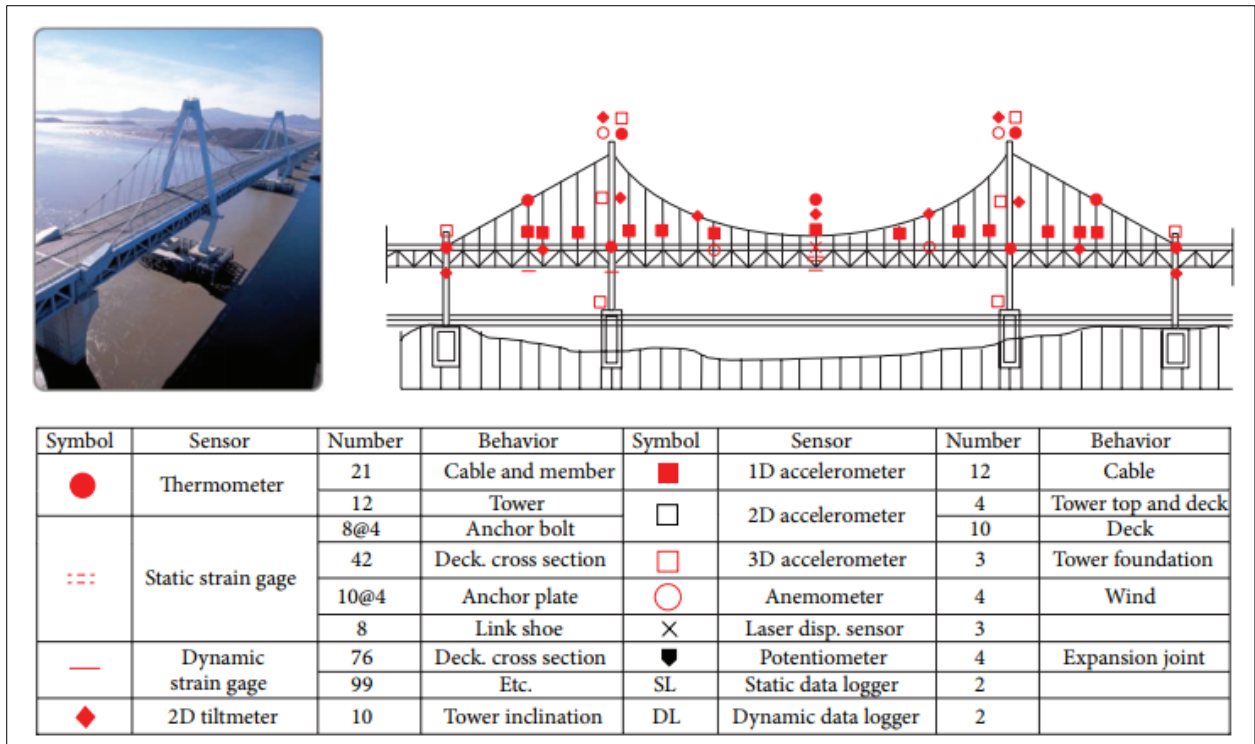 Symbol Sensor Number Behavior Symbol Sensor Number Behavior
Thermometer 21 Cable and member 1D accelerometer 12 Cable
12 Tower 2D accelerometer 4 Tower top and deck
Static strain gage 8@4 Anchor bolt 10 Deck
42 Deck. cross section 3D accelerometer 3 Tower foundation
10@4 Anchor plate Anemometer 4 Wind
8 Link shoe Laser disp. sensor 3
Dynamic strain gage 76 Deck. cross section Potentiometer 4 Expansion joint
99 Etc. SL Static data logger 2
2D tiltmeter 10 Tower inclination DL Dynamic data logger 2